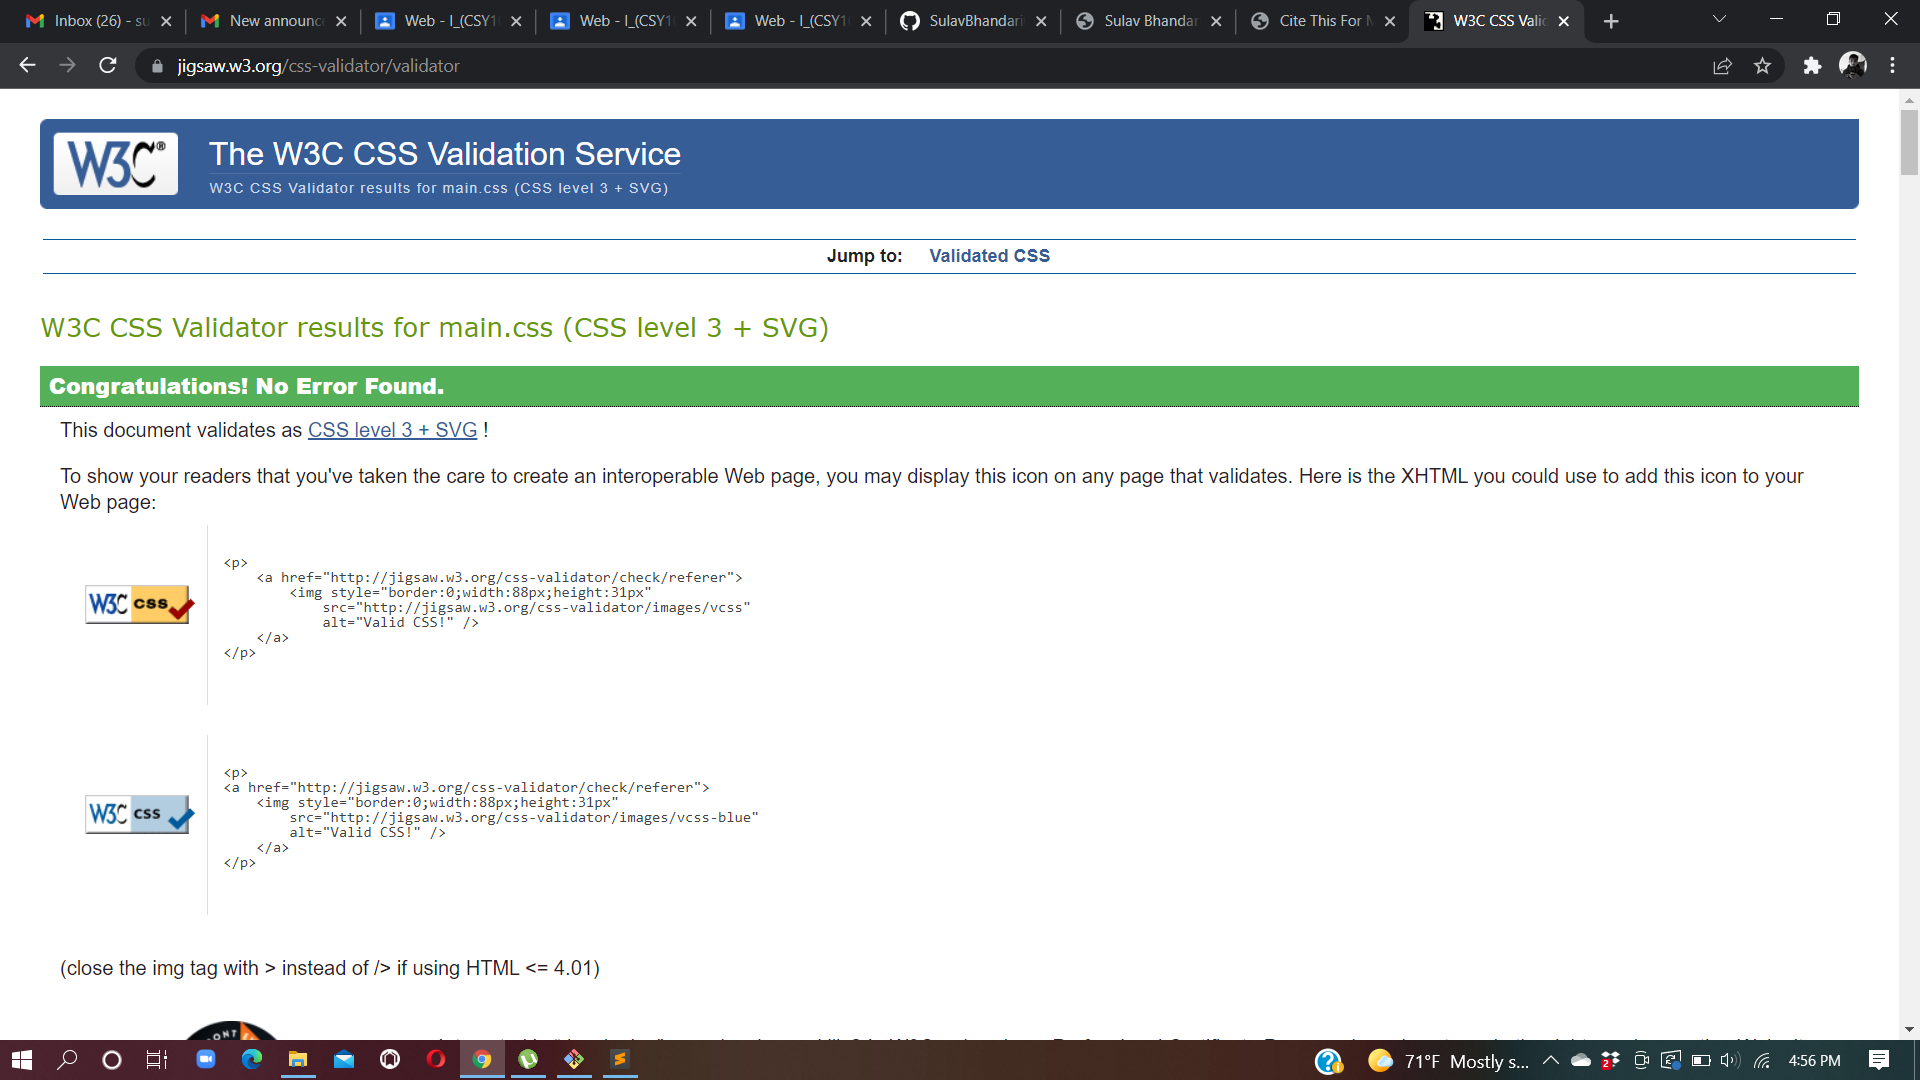 Inbox (26) - su
New announc
Web - I_(CSY1
Web - I_(CSY1
Web - I_(CSY1
SulavBhandari
Sulav Bhandar
Cite This For M
W3C CSS Valid
jigsaw.w3.org/css-validator/validator
W3C®
The W3C CSS Validation Service
W3C CSS Validator results for main.css (CSS level 3 + SVG)
Jump to: Validated CSS
W3C CSS Validator results for main.css (CSS level 3 + SVG)
Congratulations! No Error Found.
This document validates as CSS level 3 + SVG !
To show your readers that you've taken the care to create an interoperable Web page, you may display this icon on any page that validates. Here is the XHTML you could use to add this icon to your
Web page:
W3C css
<p>
<a href="http://jigsaw.w3.org/css-validator/check/referer">
<img style="border:0;width:88px;height:31px"
src="http://jigsaw.w3.org/css-validator/images/vcss"
alt="Valid CSS!" />
</a>
</p>
W3C css
<p>
<a href="http://jigsaw.w3.org/css-validator/check/referer">
<img style="border:0;width:88px;height:31px"
src="http://jigsaw.w3.org/css-validator/images/vcss-blue"
alt="Valid CSS!" />
</a>
</p>
(close the img tag with > instead of /> if using HTML <= 4.01)
71°F Mostly s...
2
4:56 PM